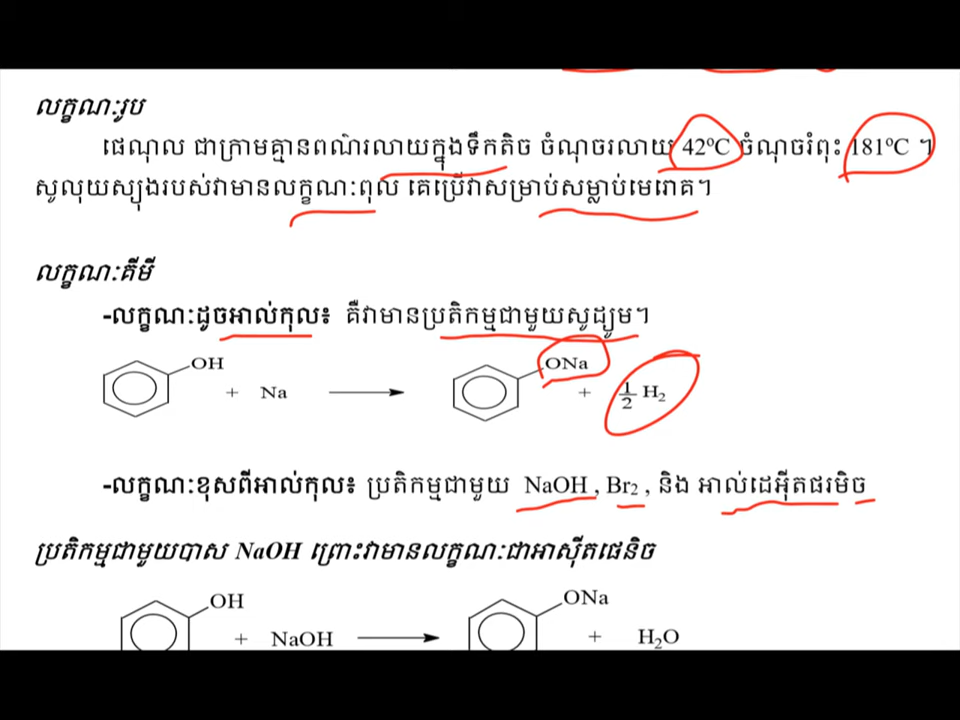 លក្ខណៈរូប
ផេណុល ជាក្រាមគ្មានពណ៌រលាយក្នុងទឹកតិច ចំណុចរលាយ 42°C ចំណុចរំពុះ 181°C ។
សូលុយស្យុងរបស់វាមានលក្ខណៈពុល គេប្រើវាសម្រាប់សម្លាប់មេរោគ។
លក្ខណៈគីមី
-លក្ខណៈដូចអាល់កុល៖ គឺវាមានប្រតិកម្មជាមួយសូដ្យូម។
OH + Na ⟶ ONa + 1/2 H₂
-លក្ខណៈខុសពីអាល់កុល៖ ប្រតិកម្មជាមួយ NaOH , Br₂ , និង អាល់ដេអ៊ីតផរមិច
ប្រតិកម្មជាមួយបាស NaOH ព្រោះវាមានលក្ខណៈជាអាស៊ីតផេនិច
OH + NaOH ⟶ ONa + H₂O